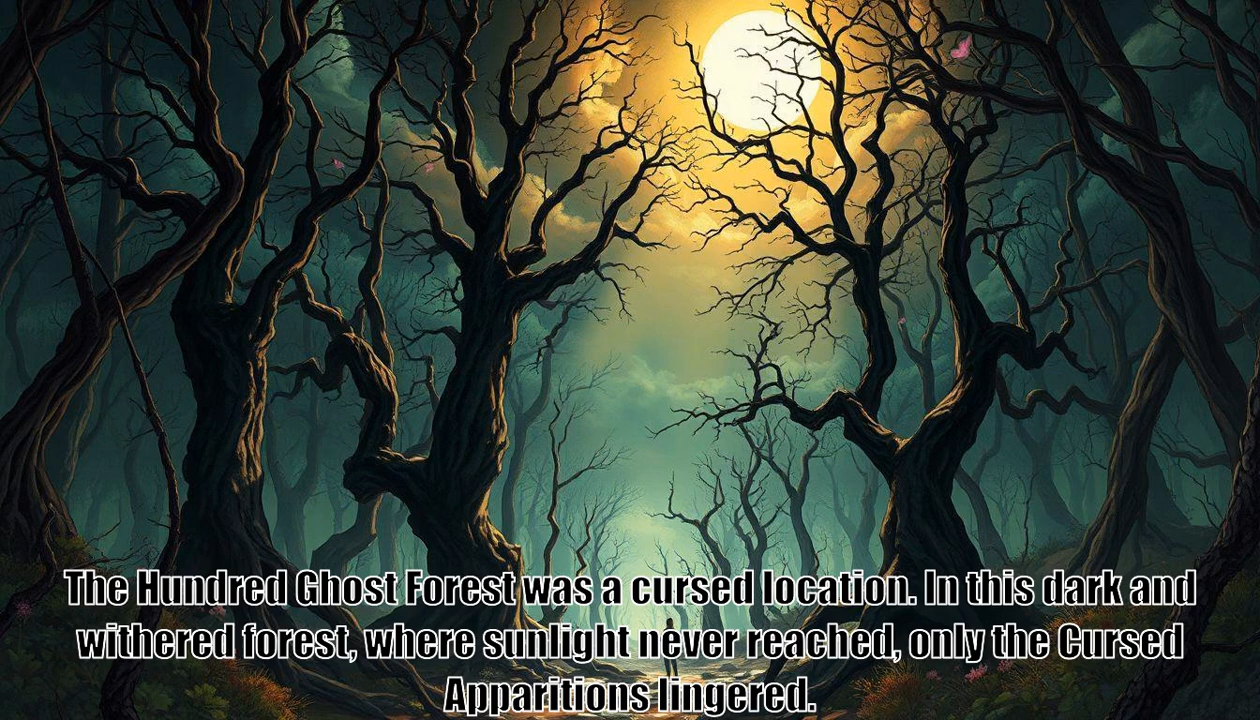 The Hundred Ghost Forest was a cursed location. In this dark and
withered forest, where sunlight never reached, only the Cursed
Apparitions lingered.